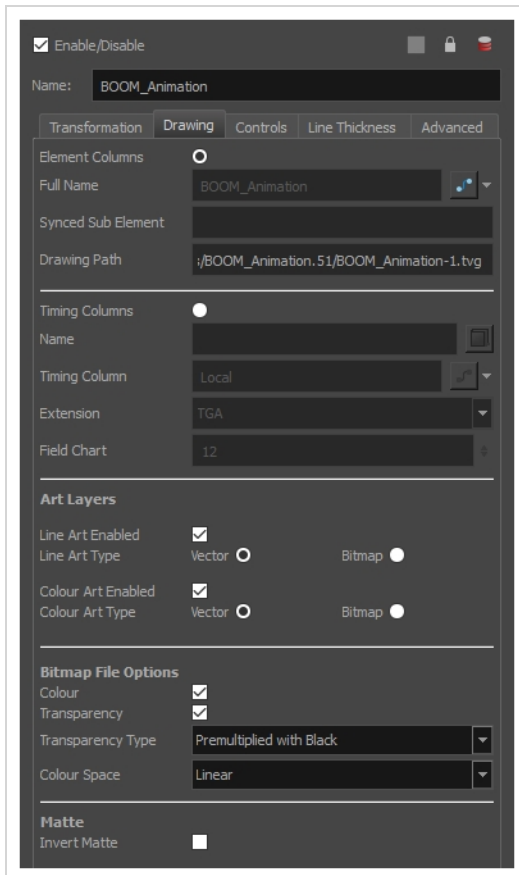 Enable/Disable
Name: BOOM_Animation
Transformation Drawing Controls Line Thickness Advanced
Element Columns
Full Name BOOM_Animation
Synced Sub Element
Drawing Path :/BOOM_Animation.51/BOOM_Animation-1.tvg
Timing Columns
Name
Timing Column Local
Extension TGA
Field Chart 12
Art Layers
Line Art Enabled
Line Art Type Vector Bitmap
Colour Art Enabled
Colour Art Type Vector Bitmap
Bitmap File Options
Colour
Transparency
Transparency Type Premultiplied with Black
Colour Space Linear
Matte
Invert Matte